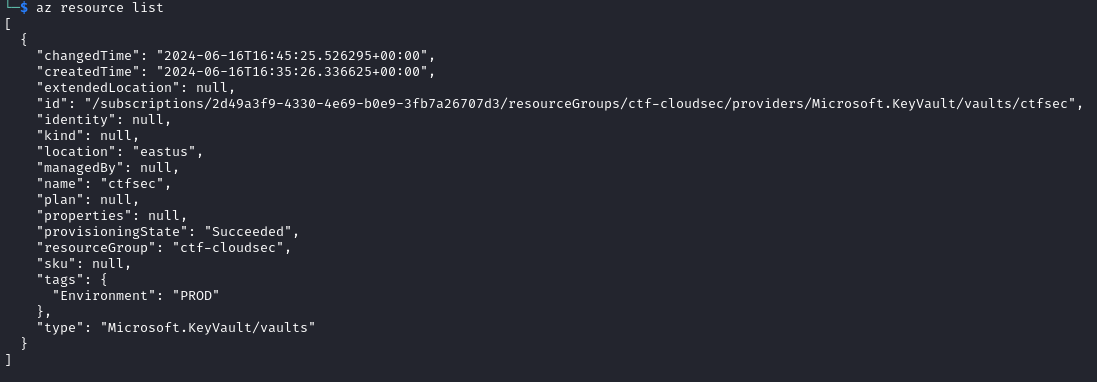 └─$ az resource list
[
  {
    "changedTime": "2024-06-16T16:45:25.526295+00:00",
    "createdTime": "2024-06-16T16:35:26.336625+00:00",
    "extendedLocation": null,
    "id": "/subscriptions/2d49a3f9-4330-4e69-b0e9-3fb7a26707d3/resourceGroups/ctf-cloudsec/providers/Microsoft.KeyVault/vaults/ctfsec",
    "identity": null,
    "kind": null,
    "location": "eastus",
    "managedBy": null,
    "name": "ctfsec",
    "plan": null,
    "properties": null,
    "provisioningState": "Succeeded",
    "resourceGroup": "ctf-cloudsec",
    "sku": null,
    "tags": {
      "Environment": "PROD"
    },
    "type": "Microsoft.KeyVault/vaults"
  }
]